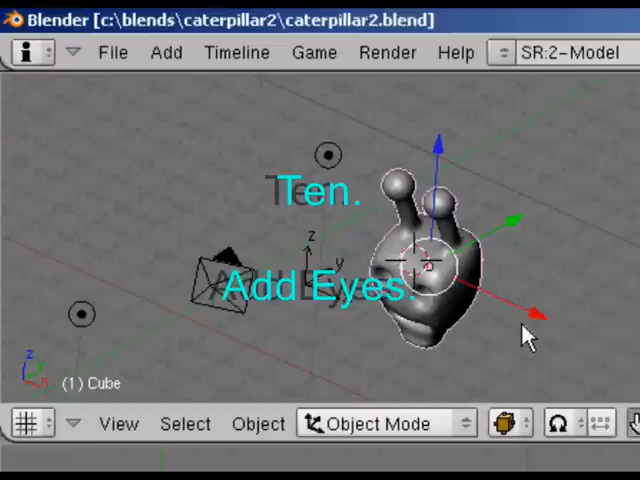 Blender [c:\blends\caterpillar2\caterpillar2.blend]
File Add Timeline Game Render Help SR:2-Model
Ten.
z
y
Add Eyes.
z
y
x
(1) Cube
View Select Object Object Mode